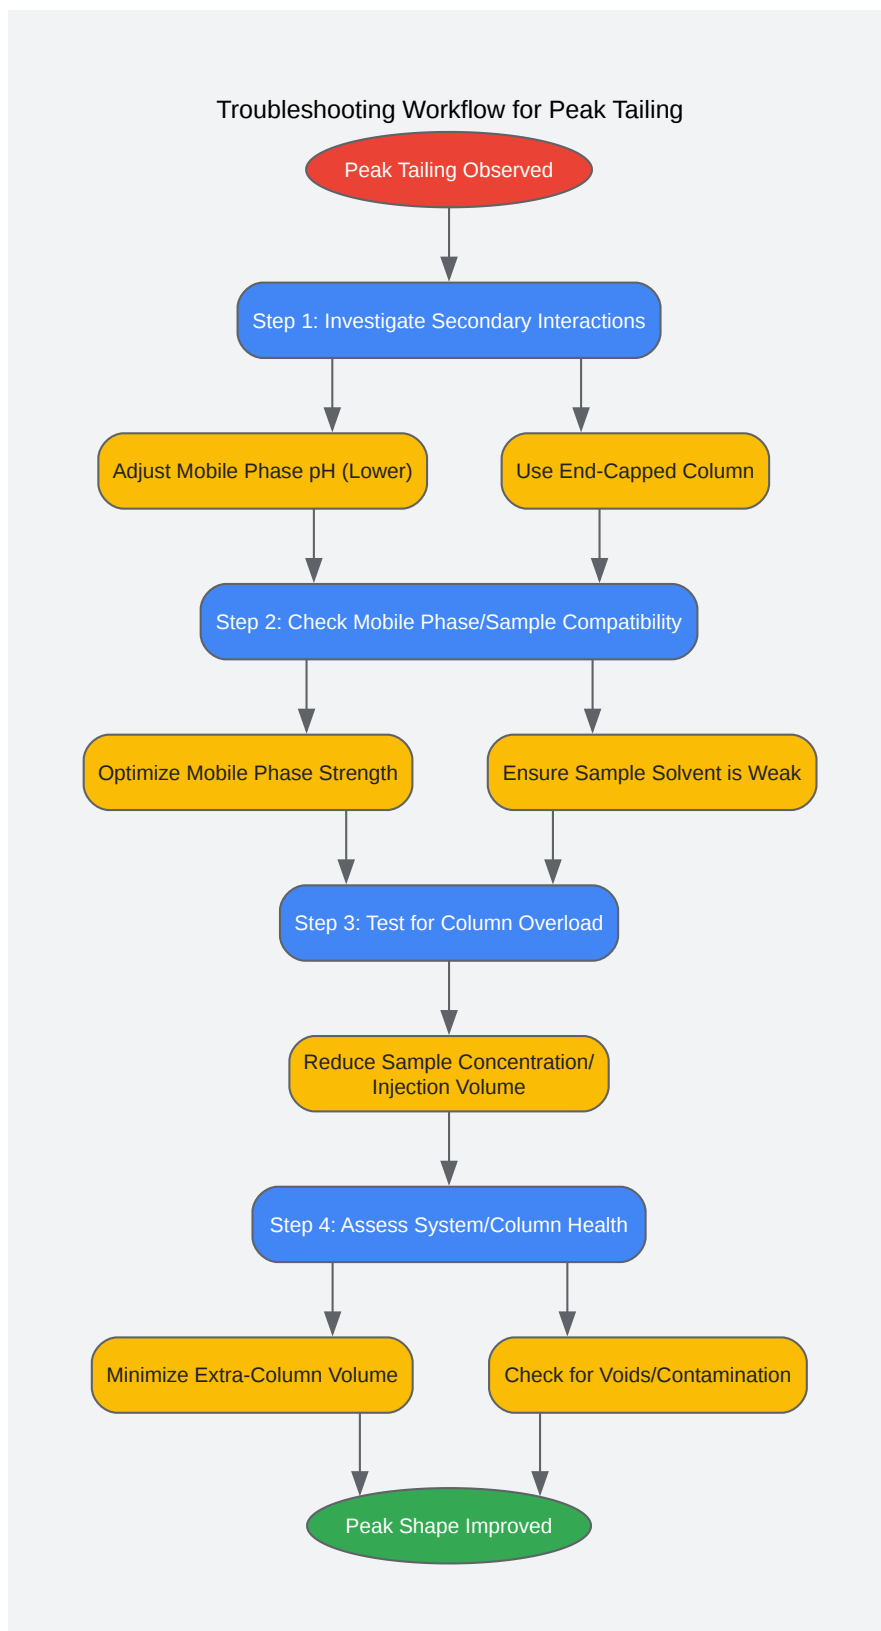 Troubleshooting Workflow for Peak Tailing
Peak Tailing Observed
Step 1: Investigate Secondary Interactions
Adjust Mobile Phase pH (Lower)
Use End-Capped Column
Step 2: Check Mobile Phase/Sample Compatibility
Optimize Mobile Phase Strength
Ensure Sample Solvent is Weak
Step 3: Test for Column Overload
Reduce Sample Concentration/
Injection Volume
Step 4: Assess System/Column Health
Minimize Extra-Column Volume
Check for Voids/Contamination
Peak Shape Improved